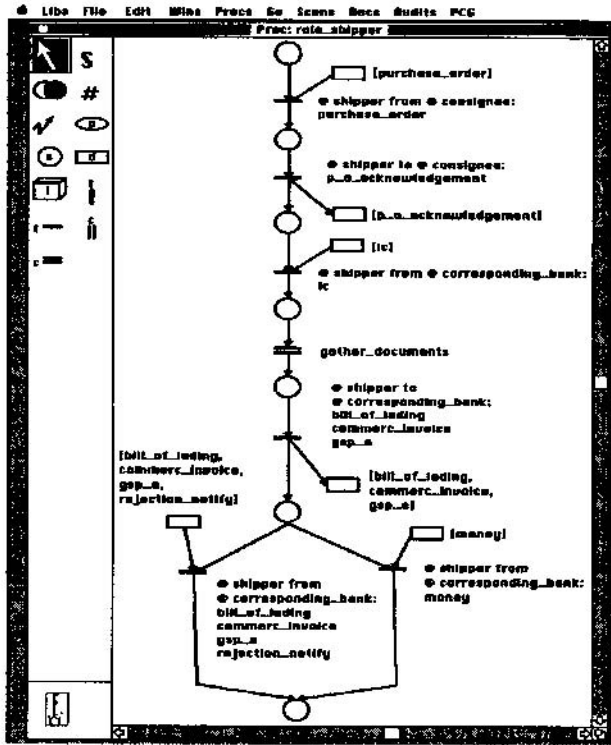 Libs File Edit Wins Procs Go Scens Docs Audits PCG
Proc: role_shipper
S
#
[purchase_order]
@ shipper from @ consignee:
purchase_order
@ shipper to @ consignee:
p_o_acknowledgement
[p_o_acknowledgement]
[lc]
@ shipper from @ corresponding_bank:
lc
gather_documents
@ shipper to
@ corresponding_bank:
bill_of_lading
commerc_invoice
gsp_a
[bill_of_lading,
commerc_invoice,
gsp_a,
rejection_notify]
[bill_of_lading,
commerc_invoice,
gsp_a]
[money]
@ shipper from
@ corresponding_bank:
bill_of_lading
commerc_invoice
gsp_a
rejection_notify
@ shipper from
@ corresponding_bank:
money